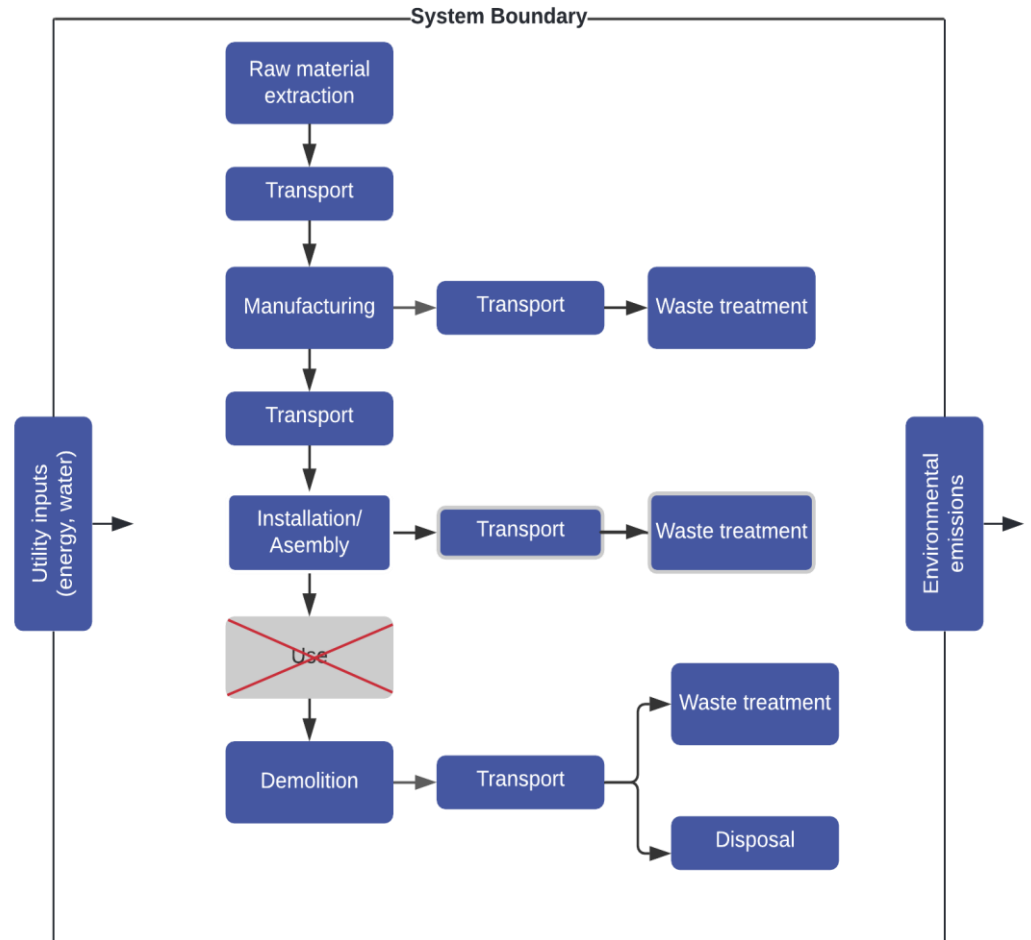 System Boundary
Raw material
extraction
Transport
Manufacturing
Transport
Waste treatment
Transport
Installation/
Asembly
Transport
Waste treatment
Use
Demolition
Transport
Waste treatment
Disposal
Utility inputs
(energy, water)
Environmental
emissions